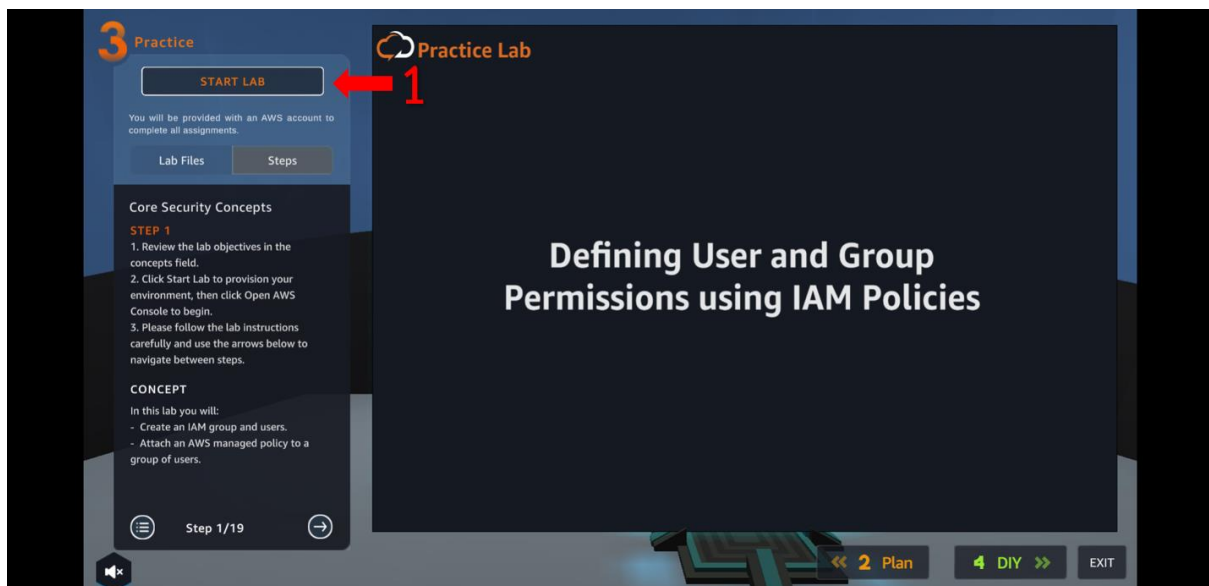 3 Practice
START LAB
You will be provided with an AWS account to
complete all assignments.
Lab Files Steps
Core Security Concepts
STEP 1
1. Review the lab objectives in the
concepts field.
2. Click Start Lab to provision your
environment, then click Open AWS
Console to begin.
3. Please follow the lab instructions
carefully and use the arrows below to
navigate between steps.
CONCEPT
In this lab you will:
- Create an IAM group and users.
- Attach an AWS managed policy to a
group of users.
Step 1/19
1
Practice Lab
Defining User and Group
Permissions using IAM Policies
<< 2 Plan
4 DIY >>
EXIT